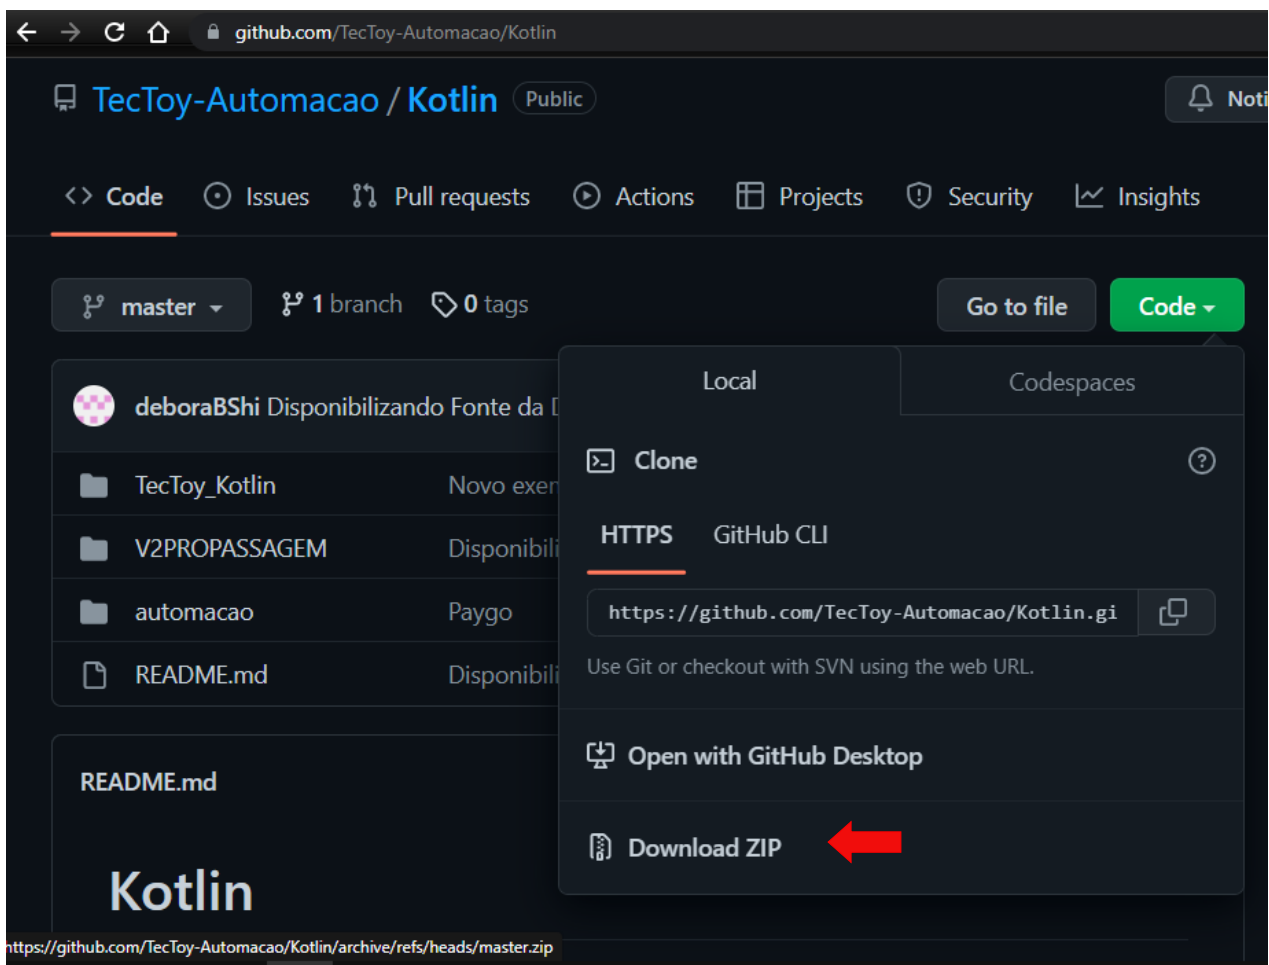 github.com/TecToy-Automacao/Kotlin
TecToy-Automacao / Kotlin Public Noti
Code Issues Pull requests Actions Projects Security Insights
master 1 branch 0 tags Go to file Code
deboraBShi Disponibilizando Fonte da D
Local Codespaces
Clone
TecToy_Kotlin Novo exem
HTTPS GitHub CLI
V2PROPASSAGEM Disponibili
automacao Paygo
https://github.com/TecToy-Automacao/Kotlin.gi
README.md Disponibili
Use Git or checkout with SVN using the web URL.
Open with GitHub Desktop
README.md
Download ZIP
Kotlin
https://github.com/TecToy-Automacao/Kotlin/archive/refs/heads/master.zip